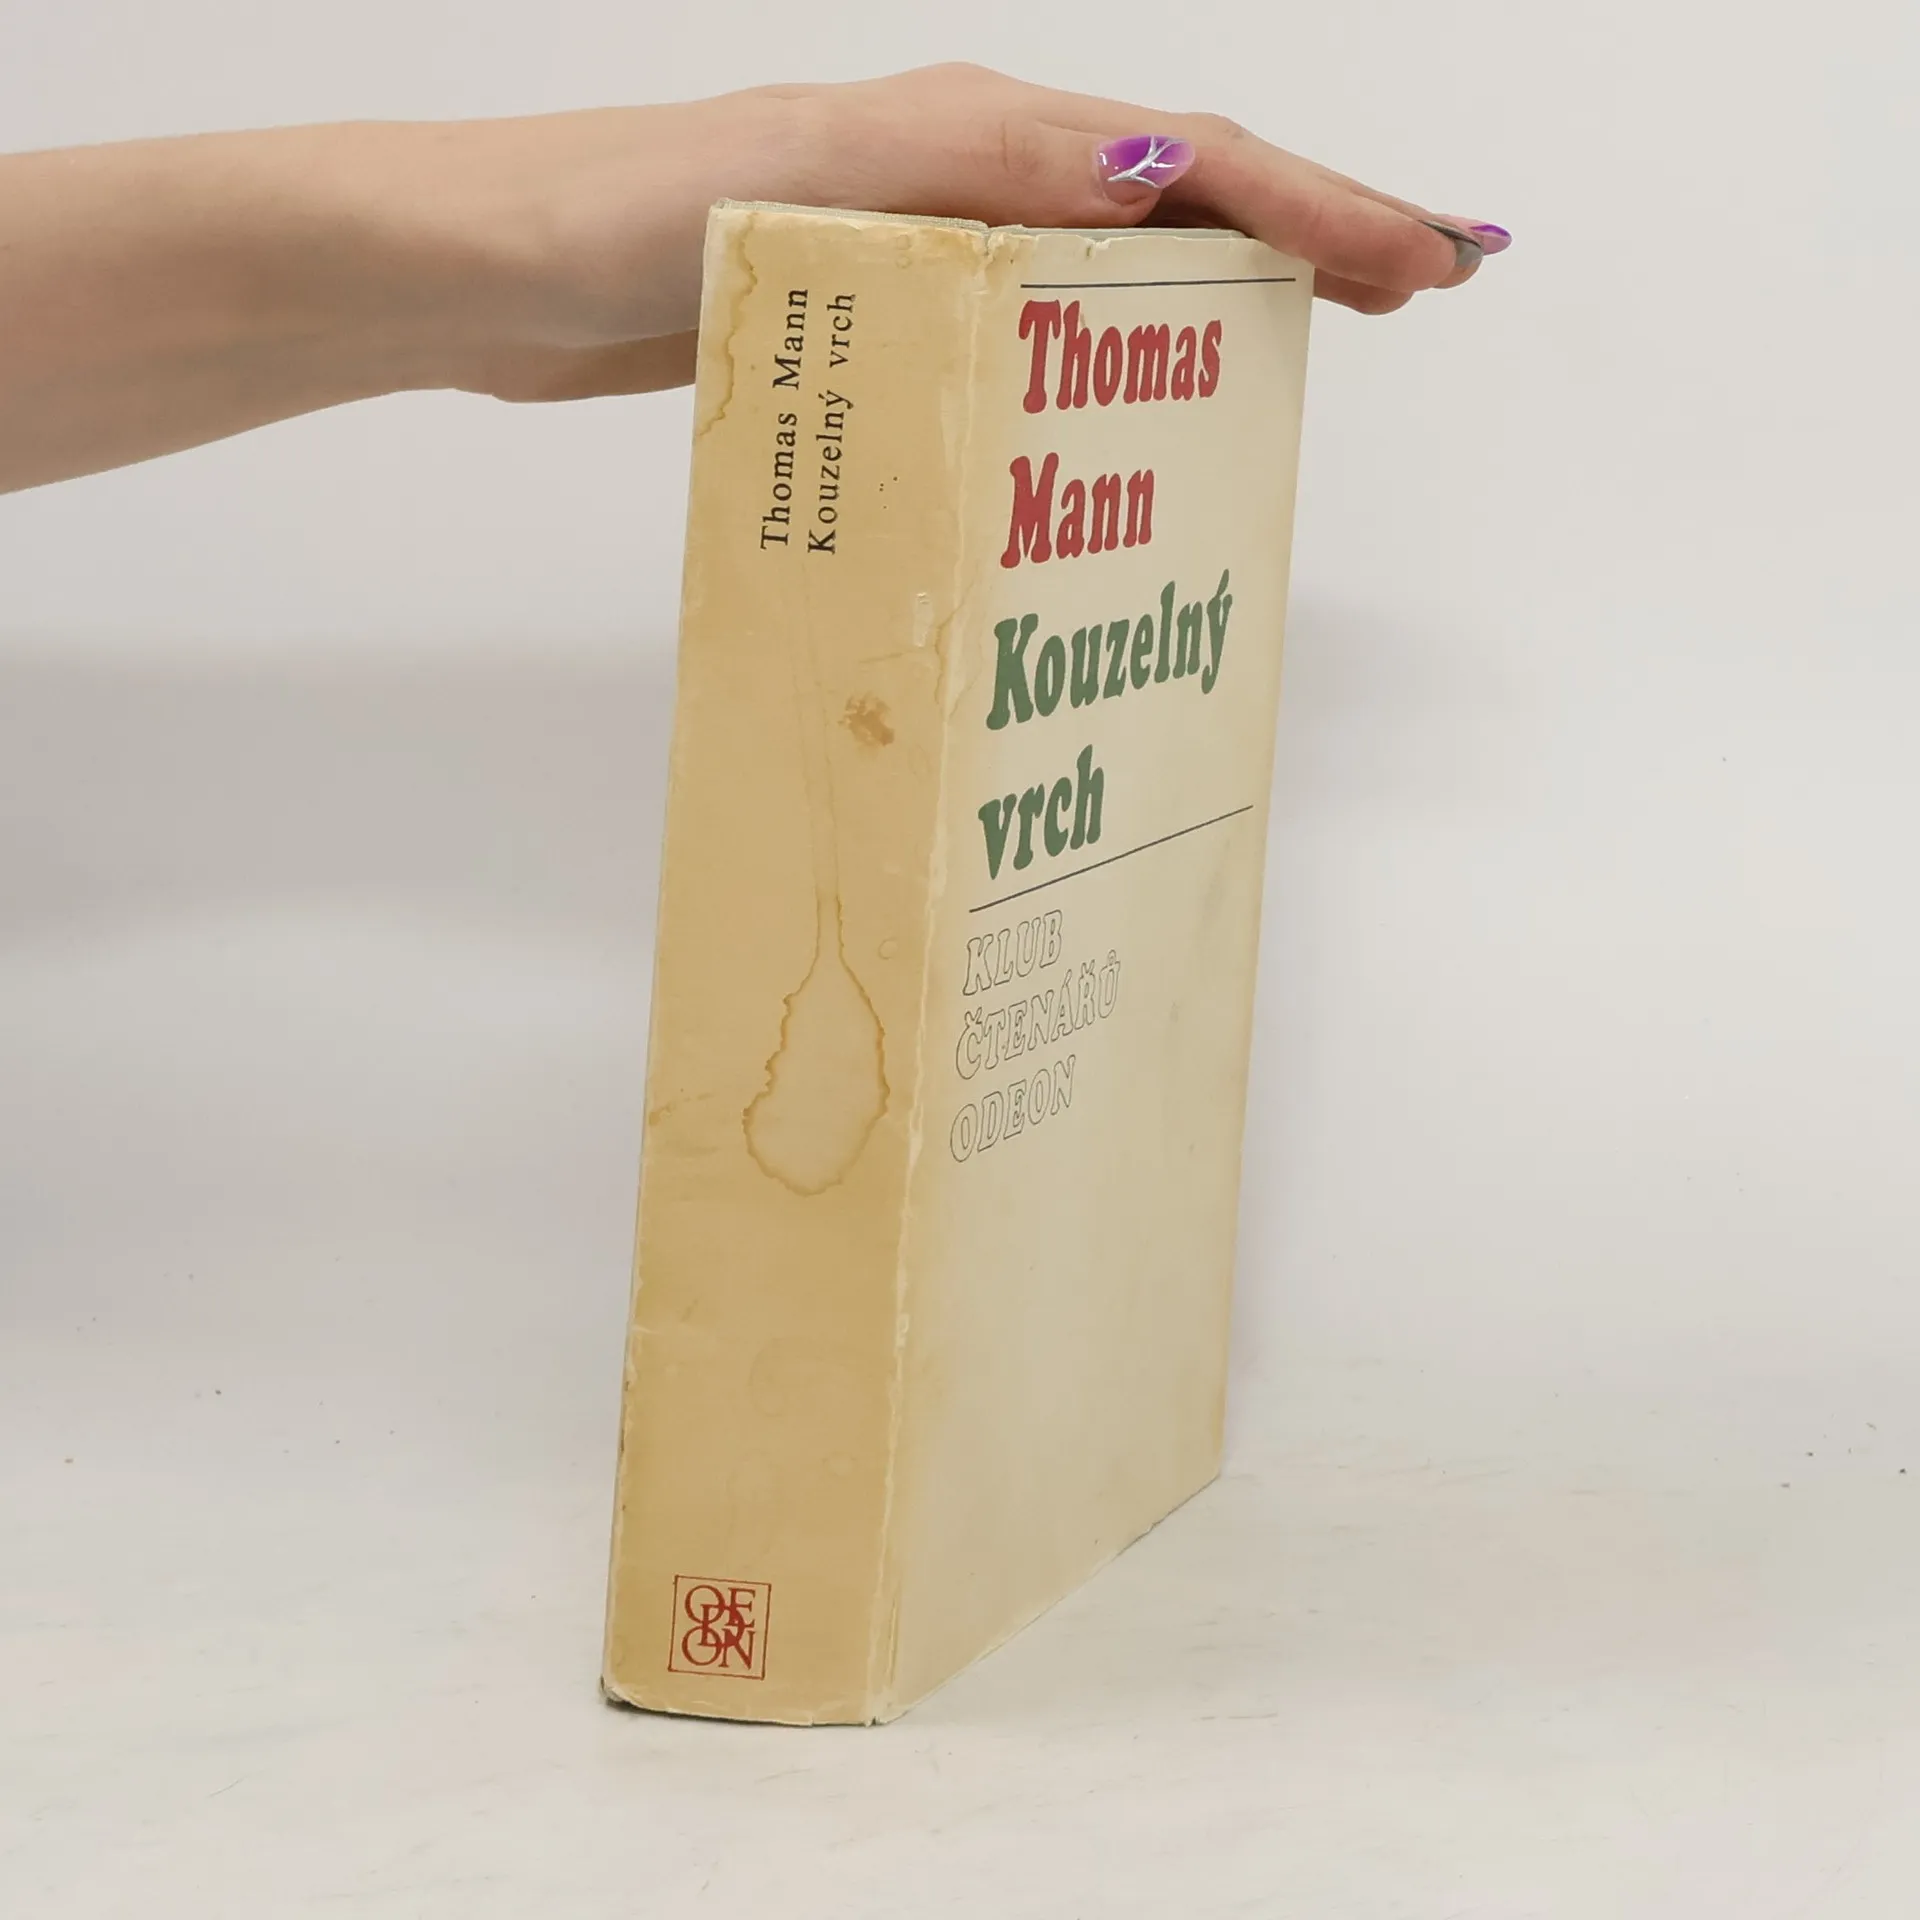 Thomas Mann
Kouzelný vrch
ODEON
Thomas
Mann
Kouzelný
vrch
KLUB
ČTENÁŘŮ
ODEON